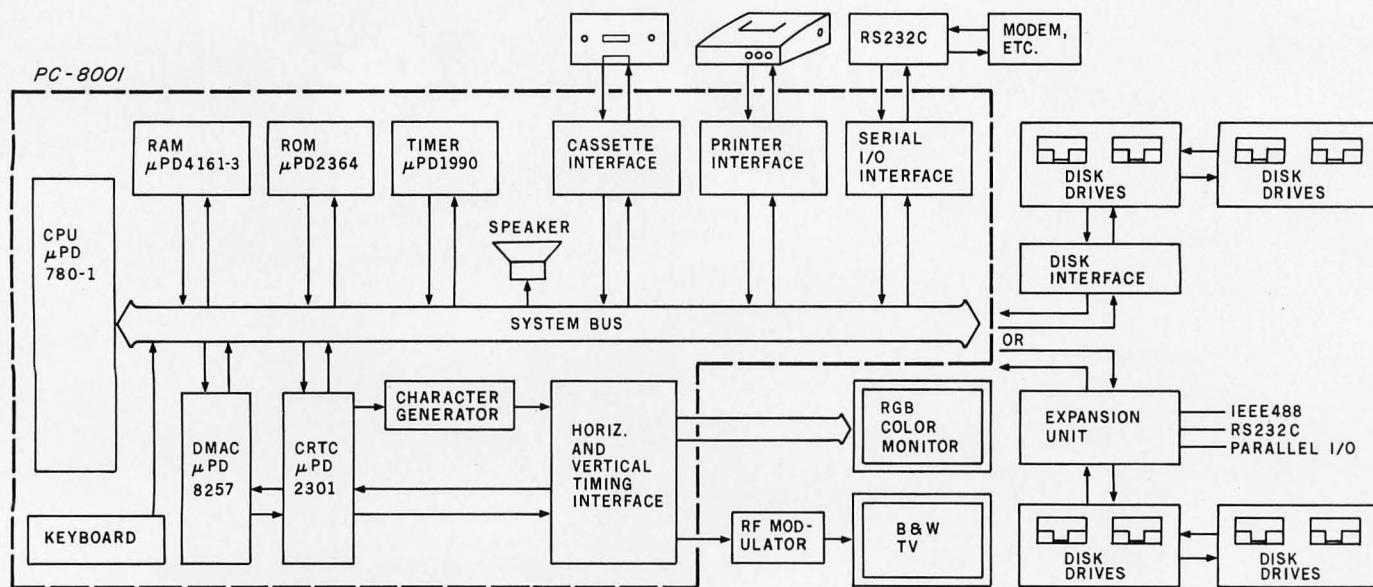 PC-8001
RS232C
MODEM,
ETC.
RAM
μPD4161-3
ROM
μPD2364
TIMER
μPD1990
CASSETTE
INTERFACE
PRINTER
INTERFACE
SERIAL
I/O
INTERFACE
DISK
DRIVES
DISK
DRIVES
CPU
μPD
780-1
SPEAKER
DISK
INTERFACE
SYSTEM BUS
OR
CHARACTER
GENERATOR
DMAC
μPD
8257
CRTC
μPD
2301
HORIZ.
AND
VERTICAL
TIMING
INTERFACE
RGB
COLOR
MONITOR
EXPANSION
UNIT
IEEE488
RS232C
PARALLEL I/O
KEYBOARD
RF MOD-
ULATOR
B&W
TV
DISK
DRIVES
DISK
DRIVES